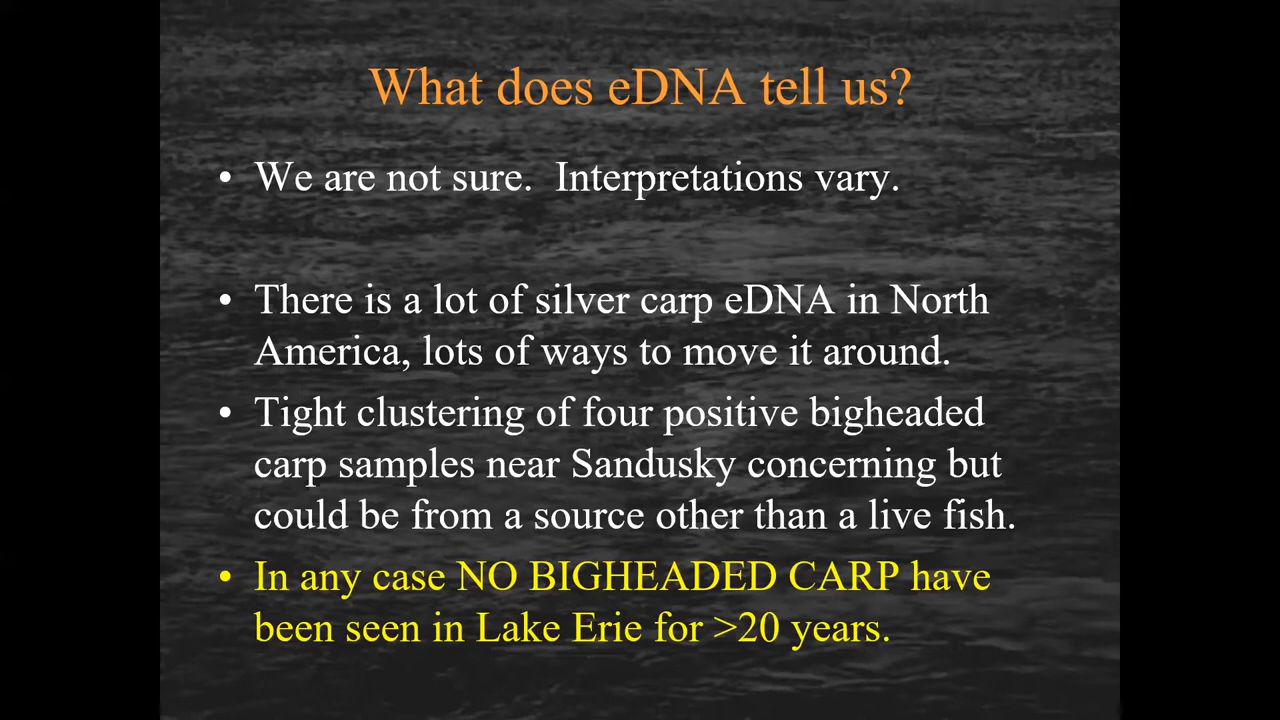 What does eDNA tell us?
• We are not sure.  Interpretations vary.
• There is a lot of silver carp eDNA in North
America, lots of ways to move it around.
• Tight clustering of four positive bigheaded
carp samples near Sandusky concerning but
could be from a source other than a live fish.
• In any case NO BIGHEADED CARP have
been seen in Lake Erie for >20 years.